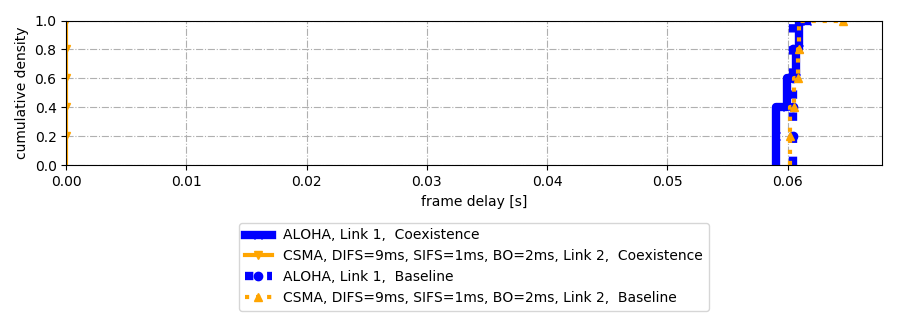 1.0
0.8
0.6
0.4
0.2
0.0
cumulative density
0.00 0.01 0.02 0.03 0.04 0.05 0.06
frame delay [s]
ALOHA, Link 1,  Coexistence
CSMA, DIFS=9ms, SIFS=1ms, BO=2ms, Link 2,  Coexistence
ALOHA, Link 1,  Baseline
CSMA, DIFS=9ms, SIFS=1ms, BO=2ms, Link 2,  Baseline